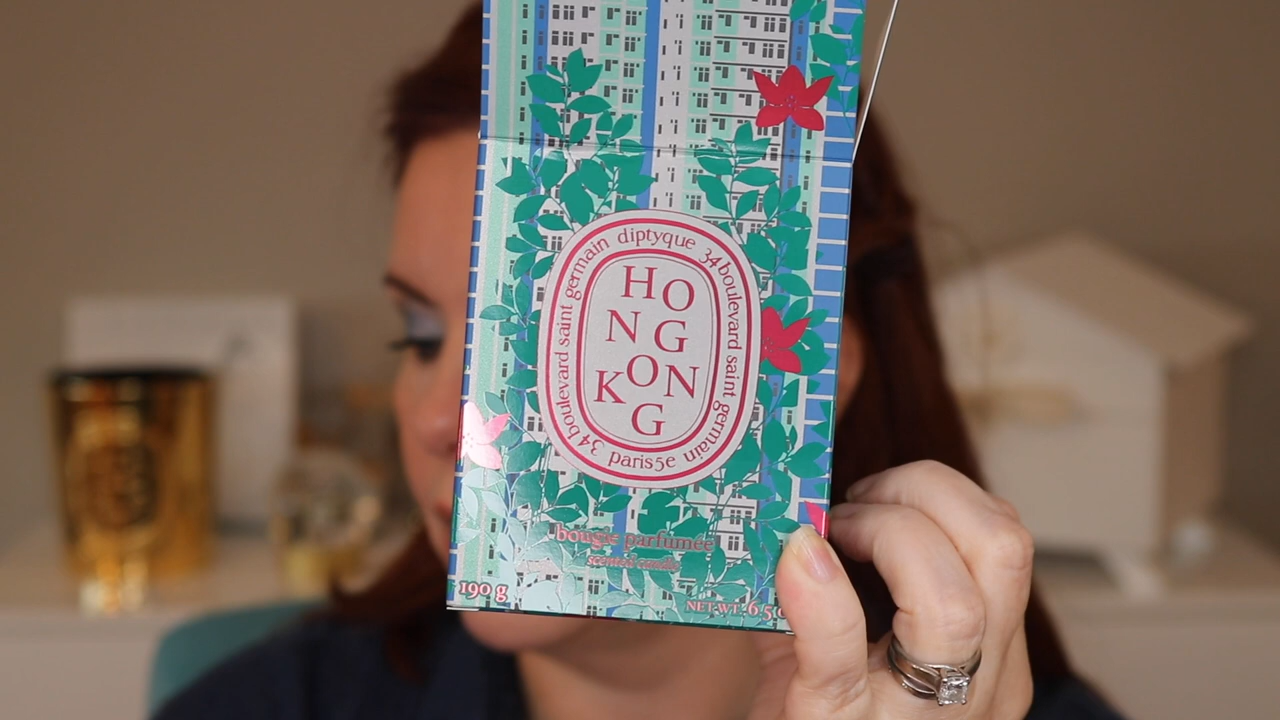 34 boulevard saint germain diptyque 34 boulevard saint germain paris 5e
HO
NG
KON
G
bougie parfumée
scented candle
190 g
NET WT. 6.5